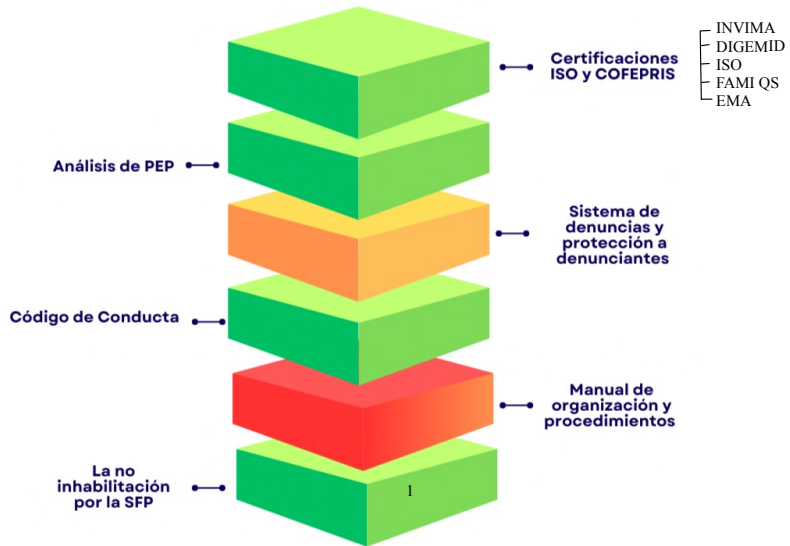 Certificaciones
ISO y COFEPRIS
INVIMA
DIGEMID
ISO
FAMI QS
EMA
Análisis de PEP
Sistema de
denuncias y
protección a
denunciantes
Código de Conducta
Manual de
organización y
procedimientos
La no
inhabilitación
por la SFP
1